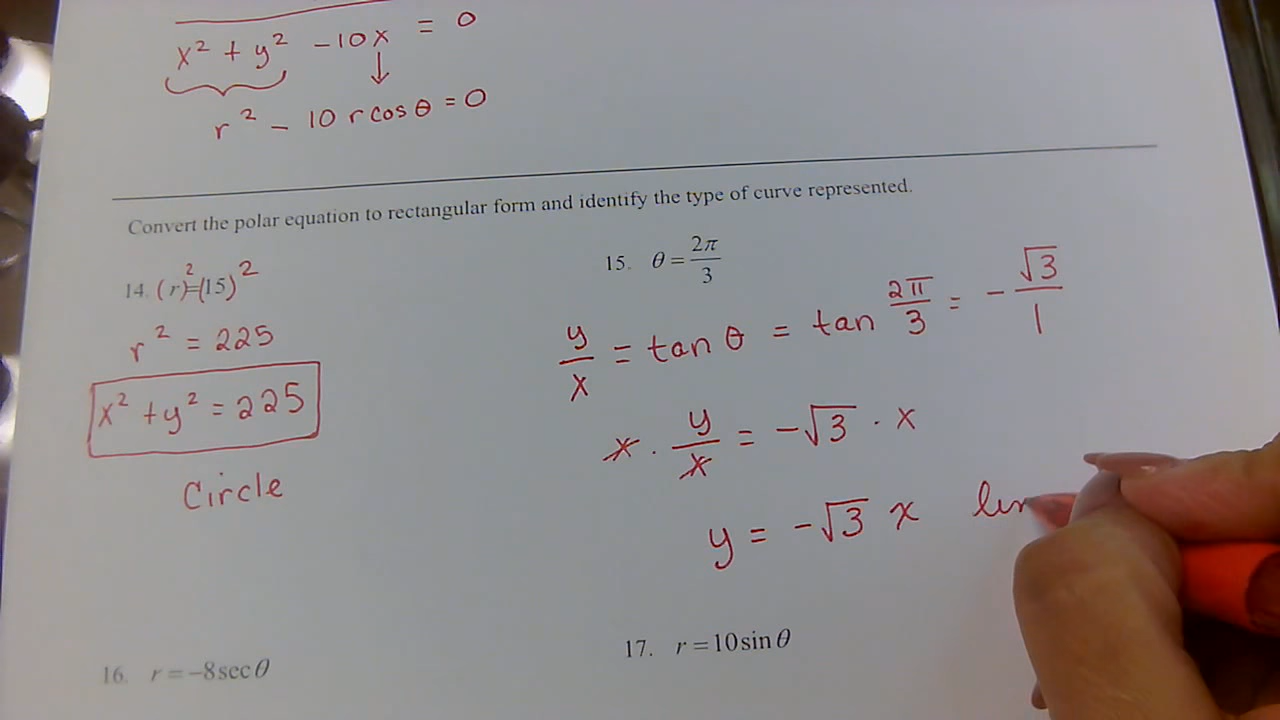 x² + y² - 10x = 0
r² - 10 r cos θ = 0
Convert the polar equation to rectangular form and identify the type of curve represented.
14. (r)² = (15)²
r² = 225
x² + y² = 225
Circle
15. θ = 2π/3
y/x = tan θ = tan 2π/3 = - √3/1
x · y/x = -√3 · x
y = -√3 x lin
16. r = -8 sec θ
17. r = 10 sin θ